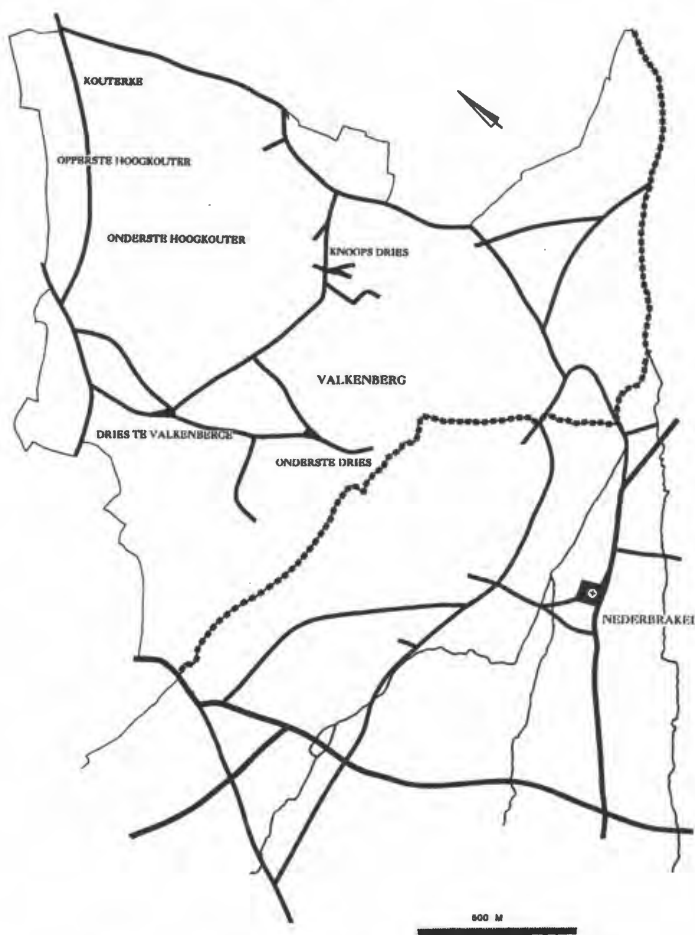 KOUTERKE
OPPERSTE HOOGKOUTER
ONDERSTE HOOGKOUTER
KNOOPS DRIES
VALKENBERG
DRIES TE VALKENBERGE
ONDERSTE DRIES
NEDERBRAKEL
500 M